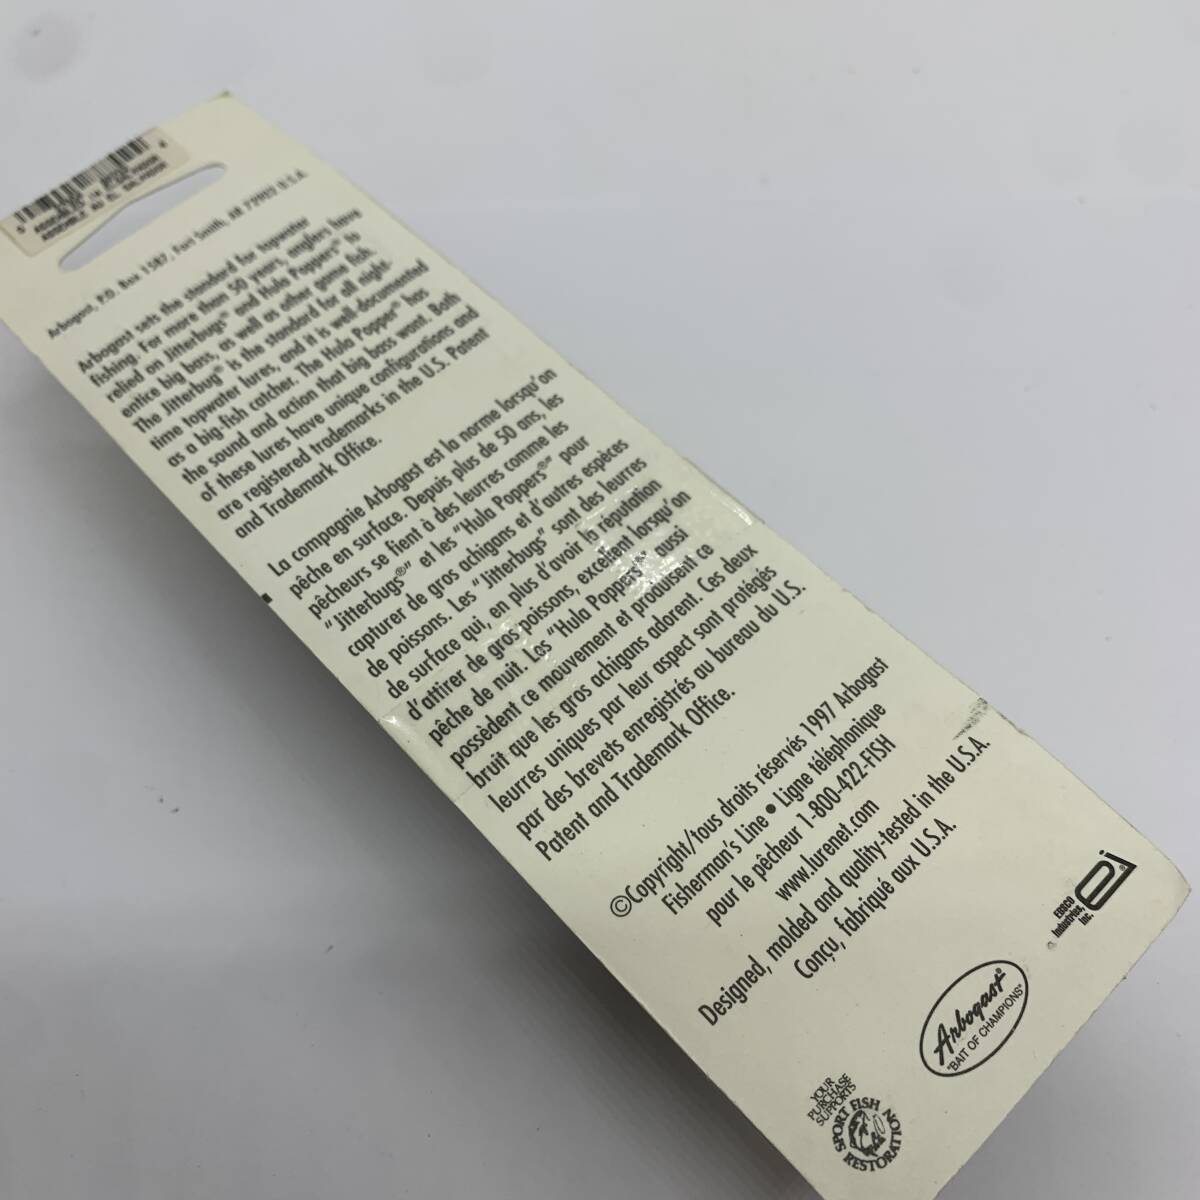 ASSEMBLE AU EL SALVADOR
Arbogast, P.O. Box 1587, Fort Smith, AR 72902 U.S.A.
Arbogast sets the standard for topwater
fishing. For more than 50 years, anglers have
relied on Jitterbugs® and Hula Poppers® to
entice big bass, as well as other game fish.
The Jitterbug® is the standard for all night-
time topwater lures, and it is well-documented
as a big-fish catcher. The Hula Popper® has
the sound and action that big bass want. Both
of these lures have unique configurations and
are registered trademarks in the U.S. Patent
and Trademark Office.
La compagnie Arbogast est la norme lorsqu'on
pêche en surface. Depuis plus de 50 ans, les
pêcheurs se fient à des leurres comme les
"Jitterbugs®" et les "Hula Poppers®" pour
capturer de gros achigans et d'autres espèces
de poissons. Les "Jitterbugs" sont des leurres
de surface qui, en plus d'avoir la réputation
d'attirer de gros poissons, excellent lorsqu'on
pêche de nuit. Les "Hula Poppers" aussi
possèdent ce mouvement et produisent ce
bruit que les gros achigans adorent. Ces deux
leurres uniques par leur aspect sont protégés
par des brevets enregistrés au bureau du U.S.
Patent and Trademark Office.
©Copyright/tous droits réservés 1997 Arbogast
Fisherman's Line • Ligne téléphonique
pour le pêcheur 1-800-422-FISH
www.lurenet.com
Designed, molded and quality-tested in the U.S.A.
Conçu, fabriqué aux U.S.A.
ei
EBSCO
Industries,
Inc.
Arbogast®
"BAIT OF CHAMPIONS"
YOUR
PURCHASE
SUPPORTS
SPORT FISH
RESTORATION